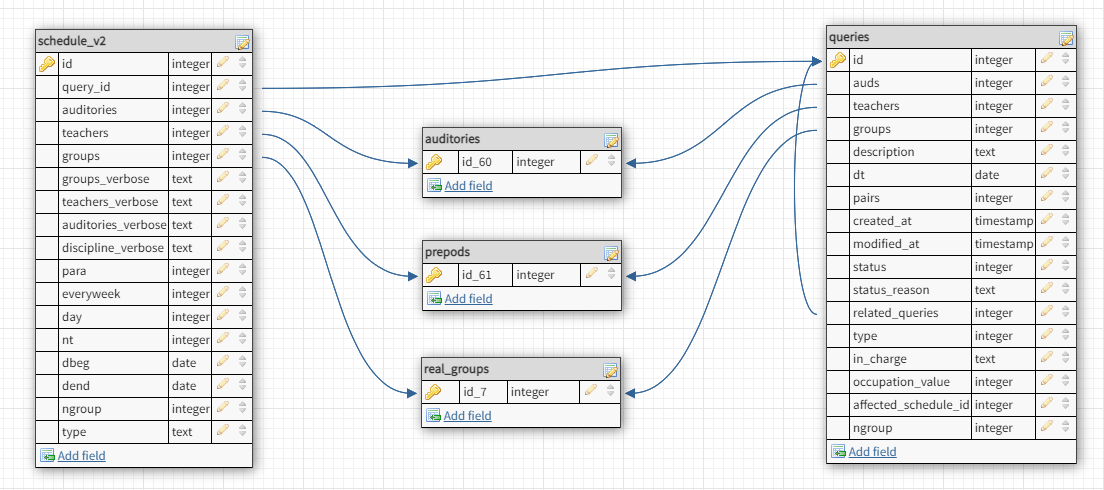 schedule_v2
id integer
query_id integer
auditories integer
teachers integer
groups integer
groups_verbose text
teachers_verbose text
auditories_verbose text
discipline_verbose text
para integer
everyweek integer
day integer
nt integer
dbeg date
dend date
ngroup integer
type text
Add field
auditories
id_60 integer
Add field
prepods
id_61 integer
Add field
real_groups
id_7 integer
Add field
queries
id integer
auds integer
teachers integer
groups integer
description text
dt date
pairs integer
created_at timestamp
modified_at timestamp
status integer
status_reason text
related_queries integer
type integer
in_charge text
occupation_value integer
affected_schedule_id integer
ngroup integer
Add field